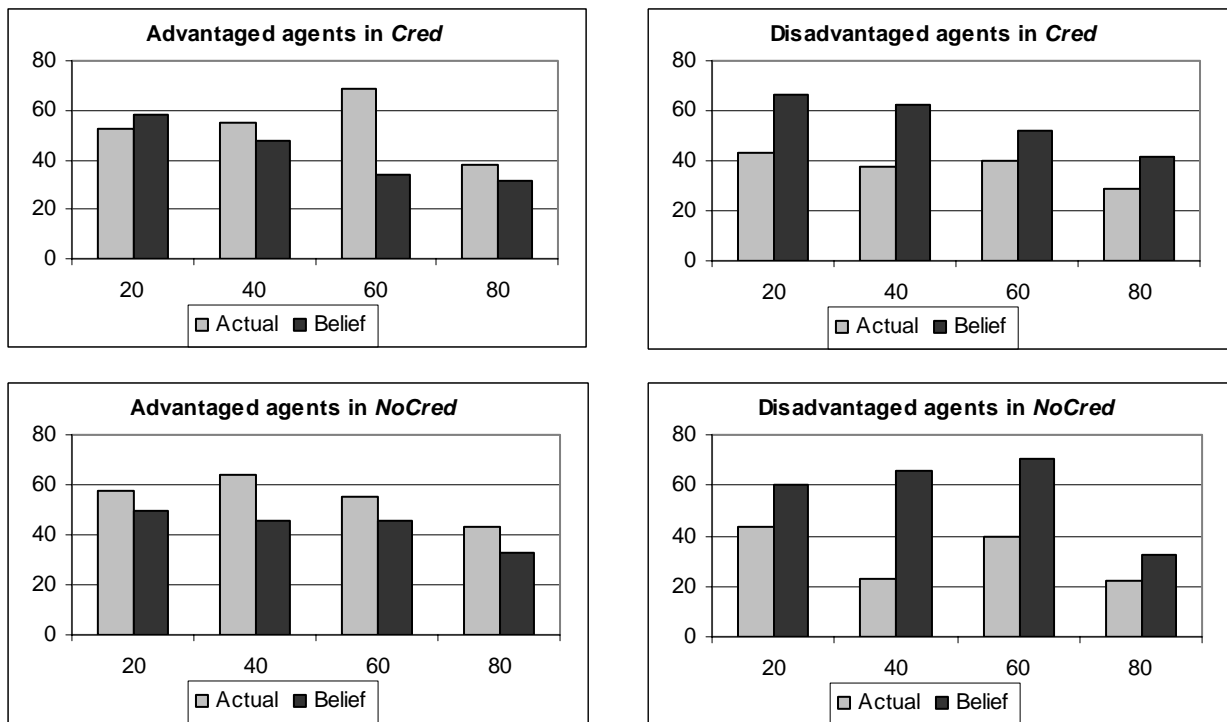 Advantaged agents in Cred
80
60
40
20
0
20 40 60 80
Actual Belief
Disadvantaged agents in Cred
80
60
40
20
0
20 40 60 80
Actual Belief
Advantaged agents in NoCred
80
60
40
20
0
20 40 60 80
Actual Belief
Disadvantaged agents in NoCred
80
60
40
20
0
20 40 60 80
Actual Belief